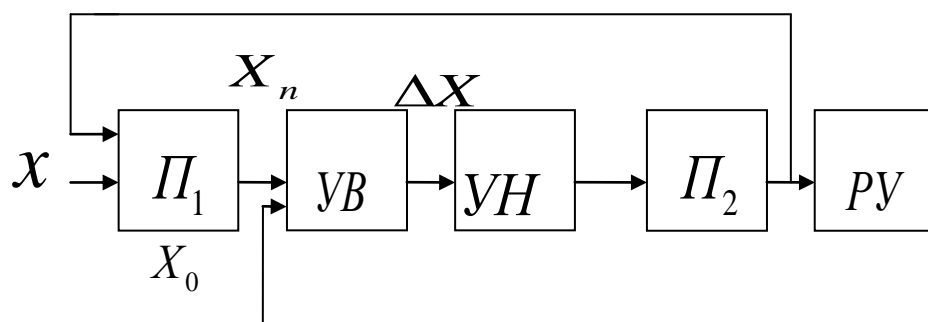 X_n
ΔX
x
П_1
УВ
УН
П_2
РУ
X_0